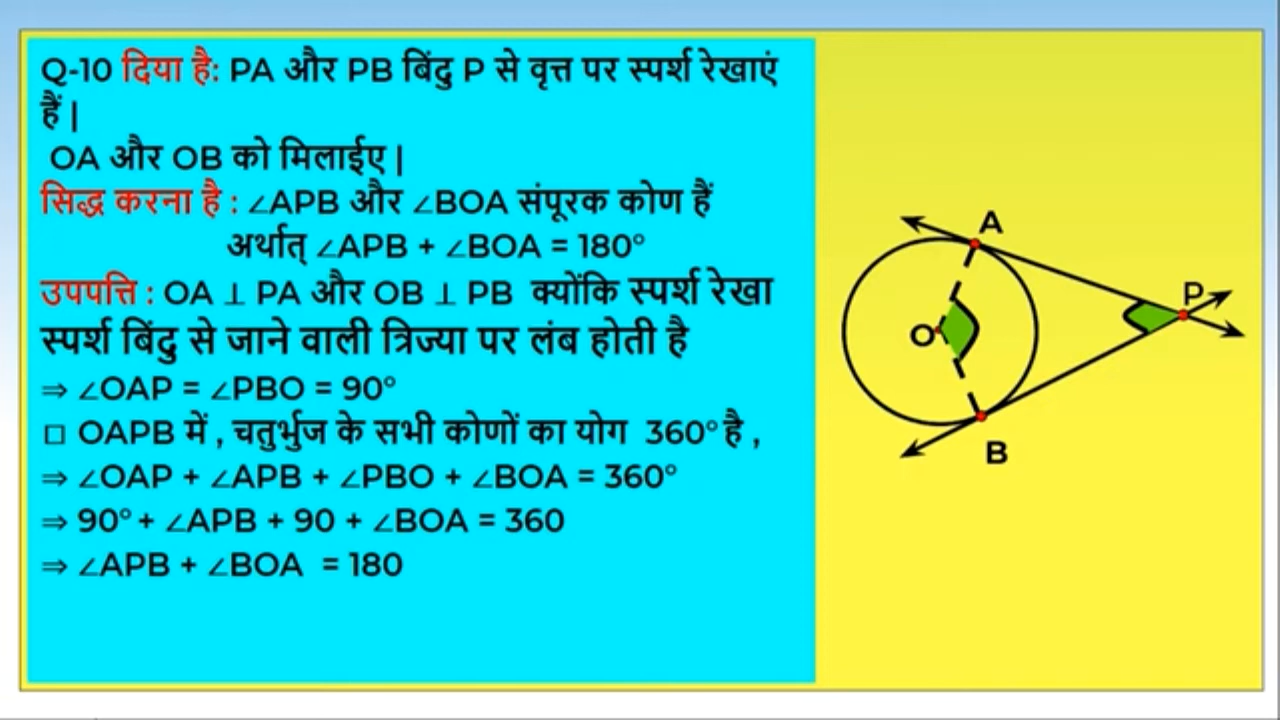 Q-10 दिया है: PA और PB बिंदु P से वृत्त पर स्पर्श रेखाएं
हैं |
OA और OB को मिलाईए |
सिद्ध करना है : ∠APB और ∠BOA संपूरक कोण हैं
अर्थात् ∠APB + ∠BOA = 180°
उपपत्ति : OA ⊥ PA और OB ⊥ PB क्योंकि स्पर्श रेखा
स्पर्श बिंदु से जाने वाली त्रिज्या पर लंब होती है
⇒ ∠OAP = ∠PBO = 90°
□ OAPB में , चतुर्भुज के सभी कोणों का योग 360° है ,
⇒ ∠OAP + ∠APB + ∠PBO + ∠BOA = 360°
⇒ 90° + ∠APB + 90 + ∠BOA = 360
⇒ ∠APB + ∠BOA = 180
A
P
O
B